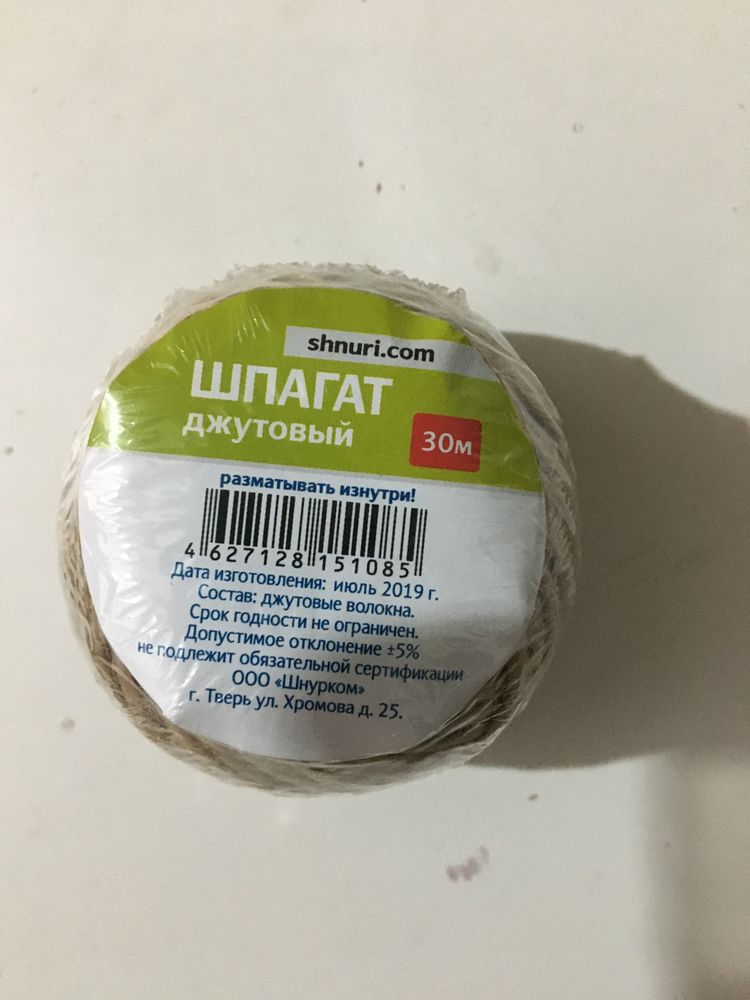 shnuri.com
ШПАГАТ
джутовый
30м
разматывать изнутри!
4 627128 151085
Дата изготовления: июль 2019 г.
Состав: джутовые волокна.
Срок годности не ограничен.
Допустимое отклонение ±5%
не подлежит обязательной сертификации
ООО «Шнурком»
г. Тверь ул. Хромова д. 25.